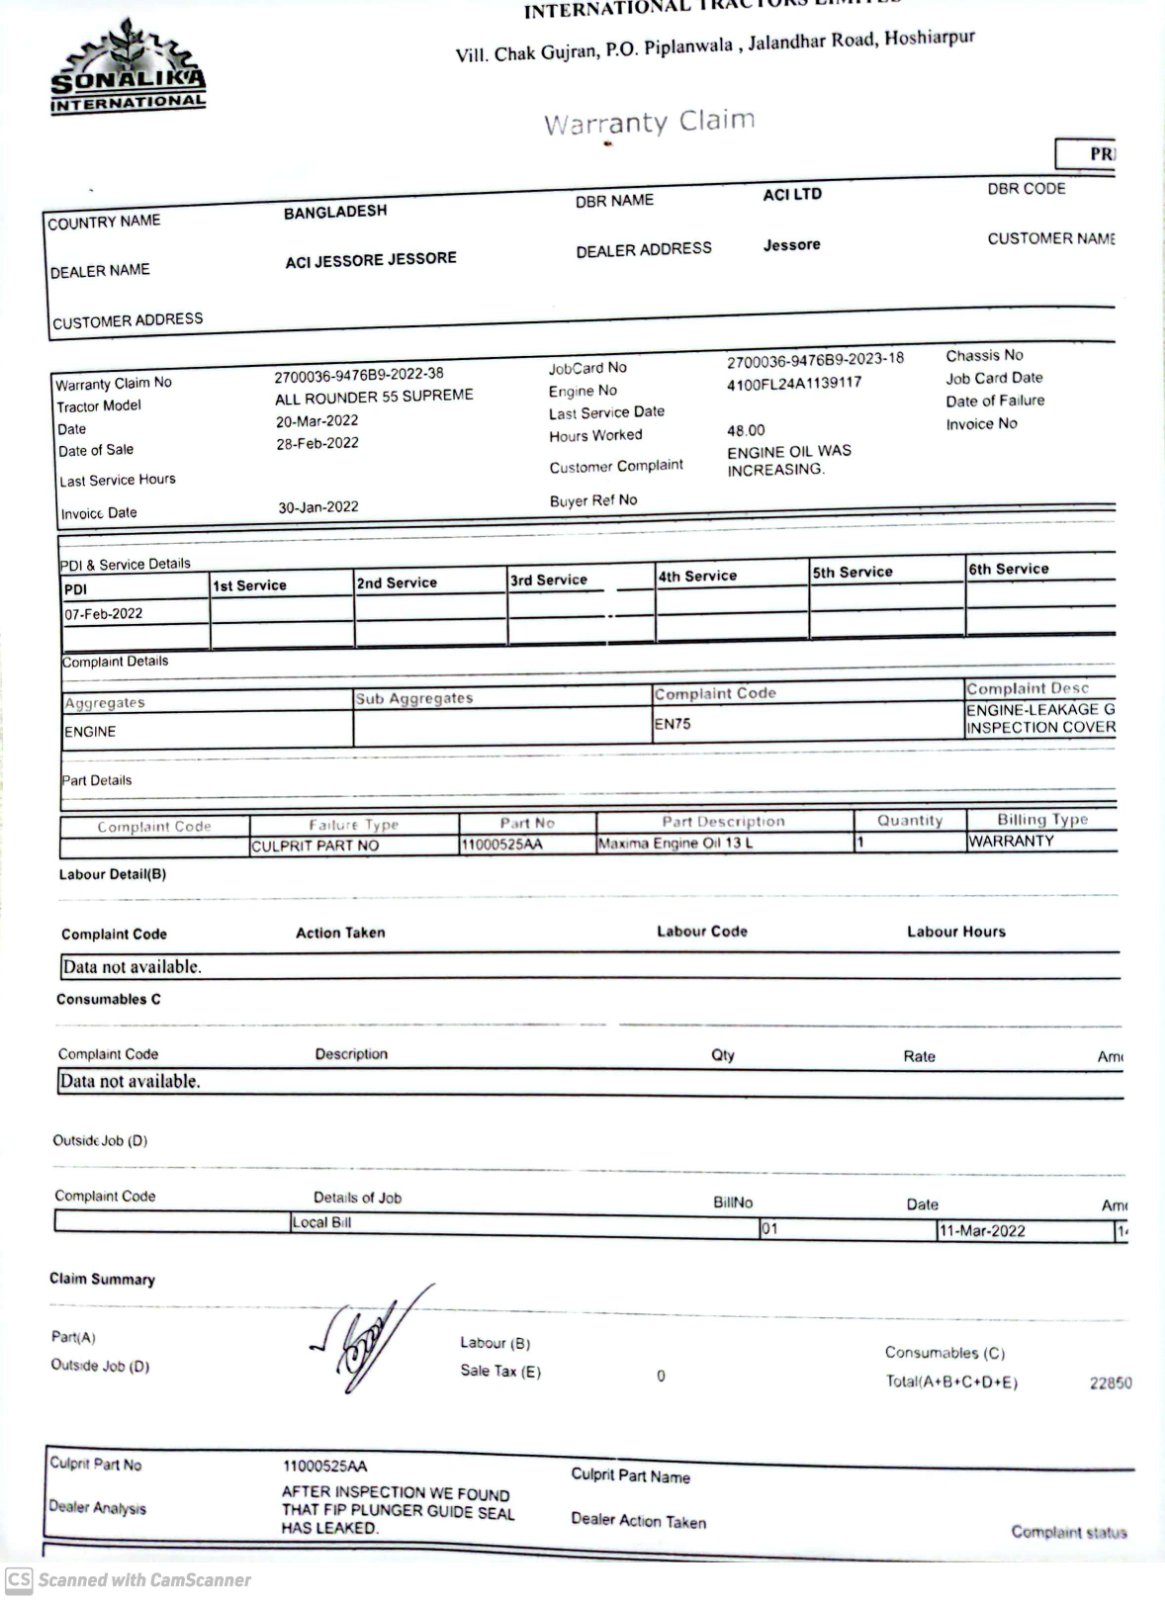 SONALIKA
INTERNATIONAL
INTERNATIONAL TRACTORS LIMITED
Vill. Chak Gujran, P.O. Piplanwala , Jalandhar Road, Hoshiarpur
Warranty Claim
PR
COUNTRY NAME BANGLADESH DBR NAME ACI LTD DBR CODE
DEALER NAME ACI JESSORE JESSORE DEALER ADDRESS Jessore CUSTOMER NAME
CUSTOMER ADDRESS
Warranty Claim No 2700036-9476B9-2022-38 JobCard No 2700036-9476B9-2023-18 Chassis No
Tractor Model ALL ROUNDER 55 SUPREME Engine No 4100FL24A1139117 Job Card Date
Date 20-Mar-2022 Last Service Date Date of Failure
Date of Sale 28-Feb-2022 Hours Worked 48.00 Invoice No
Last Service Hours Customer Complaint ENGINE OIL WAS
INCREASING.
Invoice Date 30-Jan-2022 Buyer Ref No
PDI & Service Details
PDI 1st Service 2nd Service 3rd Service 4th Service 5th Service 6th Service
07-Feb-2022
Complaint Details
Aggregates Sub Aggregates Complaint Code Complaint Desc
ENGINE EN75 ENGINE-LEAKAGE G
INSPECTION COVER
Part Details
Complaint Code Failure Type Part No Part Description Quantity Billing Type
CULPRIT PART NO 11000525AA Maxima Engine Oil 13 L 1 WARRANTY
Labour Detail(B)
Complaint Code Action Taken Labour Code Labour Hours
Data not available.
Consumables C
Complaint Code Description Qty Rate Am
Data not available.
Outside Job (D)
Complaint Code Details of Job BillNo Date Am
Local Bill 01 11-Mar-2022 1
Claim Summary
Part(A) Labour (B) Consumables (C)
Outside Job (D) Sale Tax (E) 0 Total(A+B+C+D+E) 22850
Culprit Part No 11000525AA Culprit Part Name
Dealer Analysis AFTER INSPECTION WE FOUND
THAT FIP PLUNGER GUIDE SEAL
HAS LEAKED. Dealer Action Taken Complaint status
CS Scanned with CamScanner